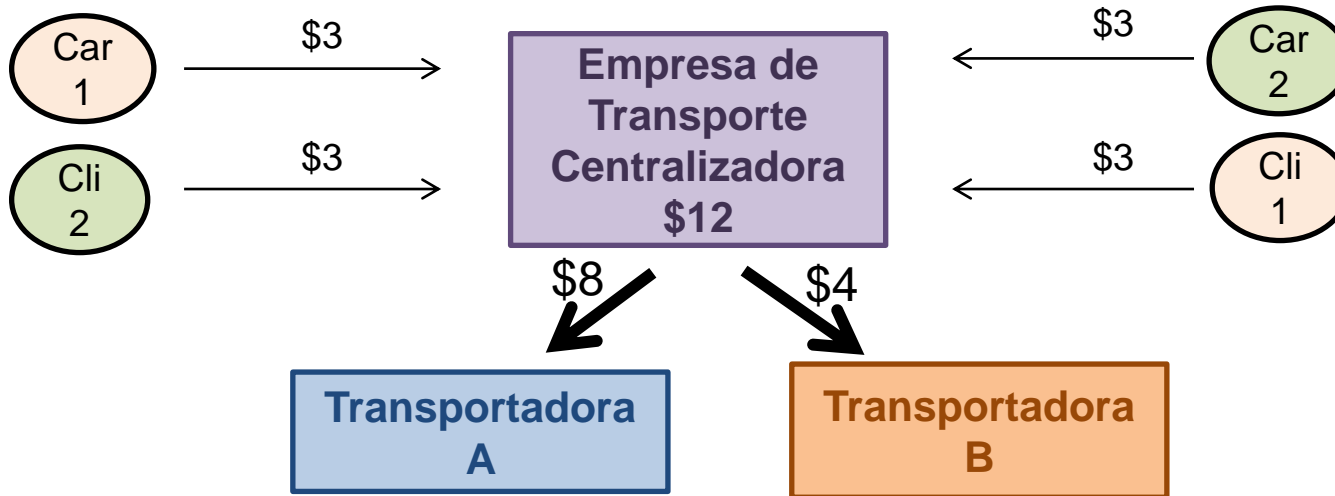 Car
1
$3
Cli
2
$3
Empresa de
Transporte
Centralizadora
$12
$3
Car
2
$3
Cli
1
$8
$4
Transportadora
A
Transportadora
B